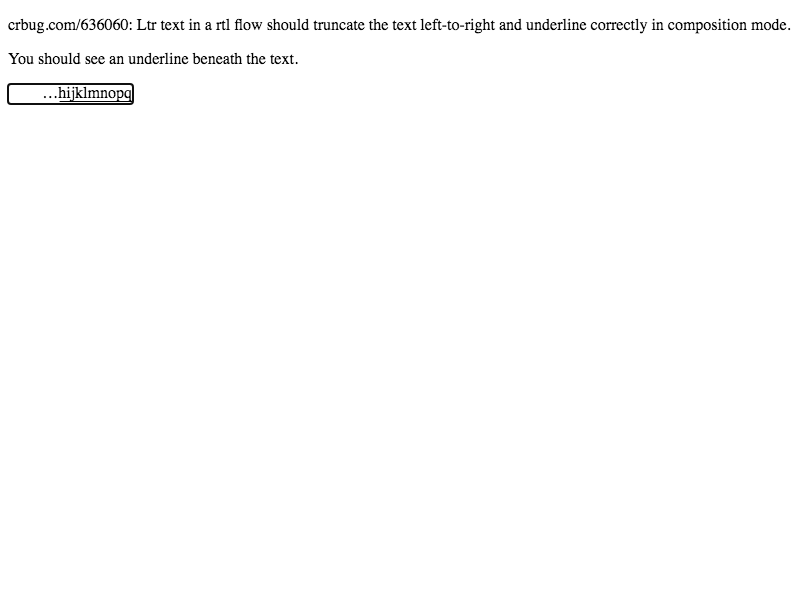 crbug.com/636060: Ltr text in a rtl flow should truncate the text left-to-right and underline correctly in composition mode.
You should see an underline beneath the text.
…hijklmnopq